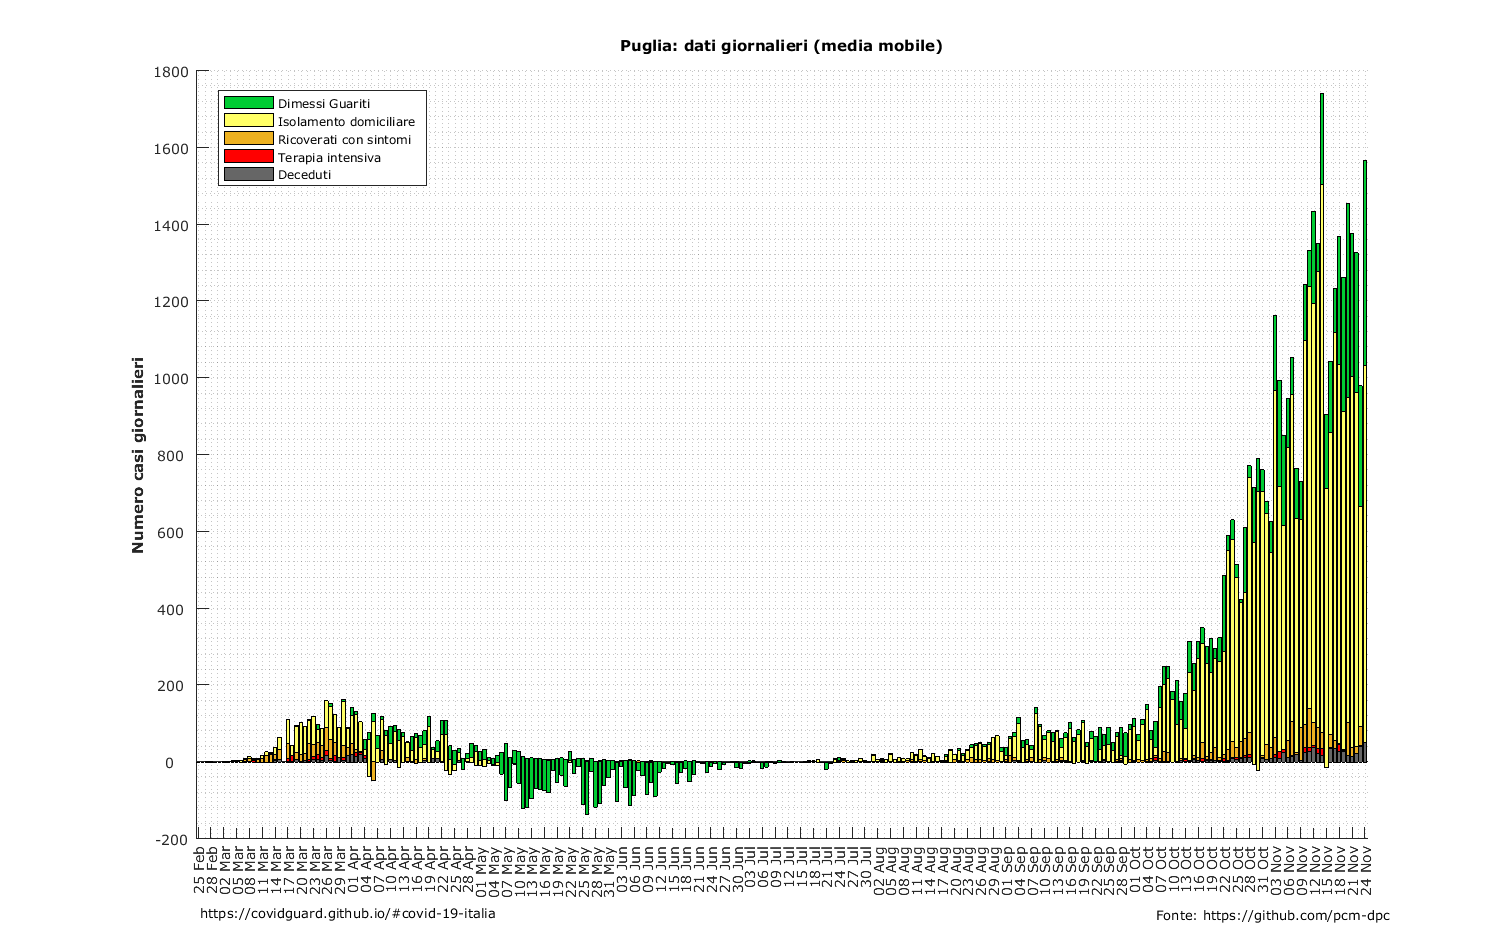 Puglia: dati giornalieri (media mobile)
Numero casi giornalieri
1800
1600
1400
1200
1000
800
600
400
200
0
-200
Dimessi Guariti
Isolamento domiciliare
Ricoverati con sintomi
Terapia intensiva
Deceduti
25 Feb
28 Feb
02 Mar
05 Mar
08 Mar
11 Mar
14 Mar
17 Mar
20 Mar
23 Mar
26 Mar
29 Mar
01 Apr
04 Apr
07 Apr
10 Apr
13 Apr
16 Apr
19 Apr
22 Apr
25 Apr
28 Apr
01 May
04 May
07 May
10 May
13 May
16 May
19 May
22 May
25 May
28 May
31 May
03 Jun
06 Jun
09 Jun
12 Jun
15 Jun
18 Jun
21 Jun
24 Jun
27 Jun
30 Jun
03 Jul
06 Jul
09 Jul
12 Jul
15 Jul
18 Jul
21 Jul
24 Jul
27 Jul
30 Jul
02 Aug
05 Aug
08 Aug
11 Aug
14 Aug
17 Aug
20 Aug
23 Aug
26 Aug
29 Aug
01 Sep
04 Sep
07 Sep
10 Sep
13 Sep
16 Sep
19 Sep
22 Sep
25 Sep
28 Sep
01 Oct
04 Oct
07 Oct
10 Oct
13 Oct
16 Oct
19 Oct
22 Oct
25 Oct
28 Oct
31 Oct
03 Nov
06 Nov
09 Nov
12 Nov
15 Nov
18 Nov
21 Nov
24 Nov
https://covidguard.github.io/#covid-19-italia
Fonte: https://github.com/pcm-dpc